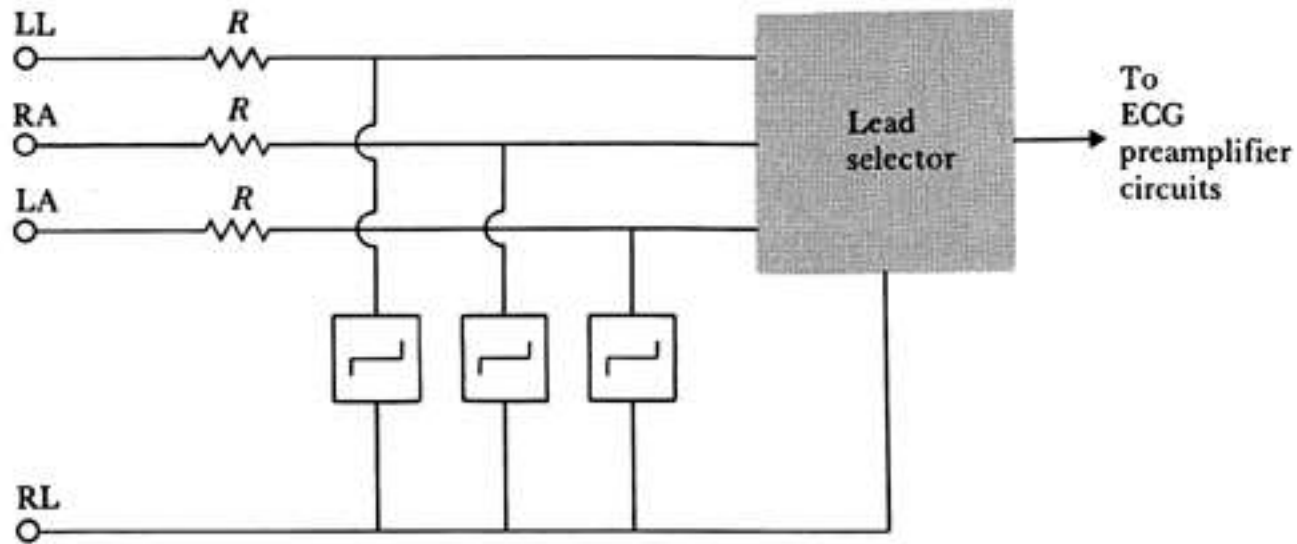 LL
R
RA
R
LA
R
RL
Lead
selector
To
ECG
preamplifier
circuits